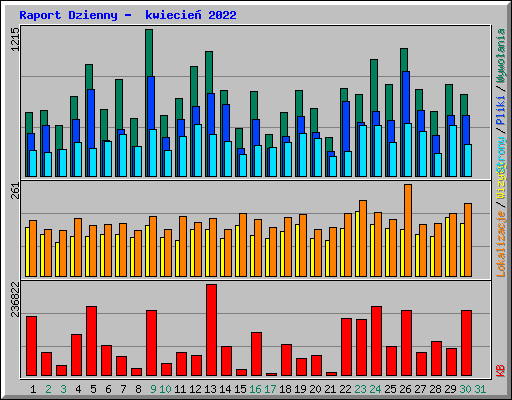 Raport Dzienny - kwiecień 2022
1215
261
236822
Wywołania / Pliki / Strony
Wizyt / Lokalizacje
KB
1 2 3 4 5 6 7 8 9 10 11 12 13 14 15 16 17 18 19 20 21 22 23 24 25 26 27 28 29 30 31